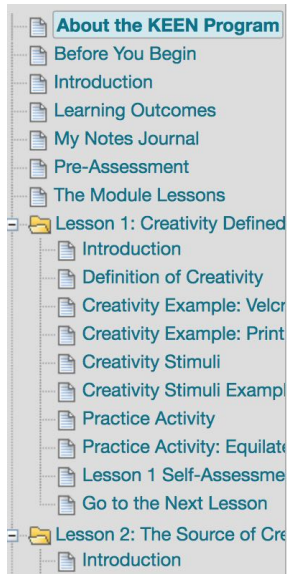 About the KEEN Program
Before You Begin
Introduction
Learning Outcomes
My Notes Journal
Pre-Assessment
The Module Lessons
Lesson 1: Creativity Defined
Introduction
Definition of Creativity
Creativity Example: Velcr
Creativity Example: Print
Creativity Stimuli
Creativity Stimuli Exampl
Practice Activity
Practice Activity: Equilate
Lesson 1 Self-Assessme
Go to the Next Lesson
Lesson 2: The Source of Cre
Introduction